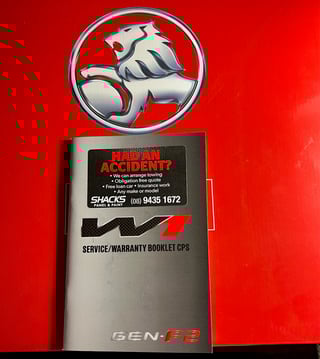 HAD AN
ACCIDENT?
• We can arrange towing
• Obligation free quote
• Free loan car • Insurance work
• Any make or model
SHACKS
PANEL & PAINT
(08) 9435 1672
W1
SERVICE/WARRANTY BOOKLET CPS
GEN-F2